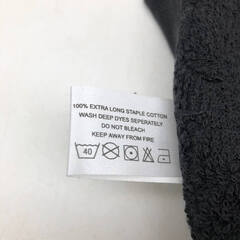 100% EXTRA LONG STAPLE COTTON
WASH DEEP DYES SEPERATELY
DO NOT BLEACH
KEEP AWAY FROM FIRE
40